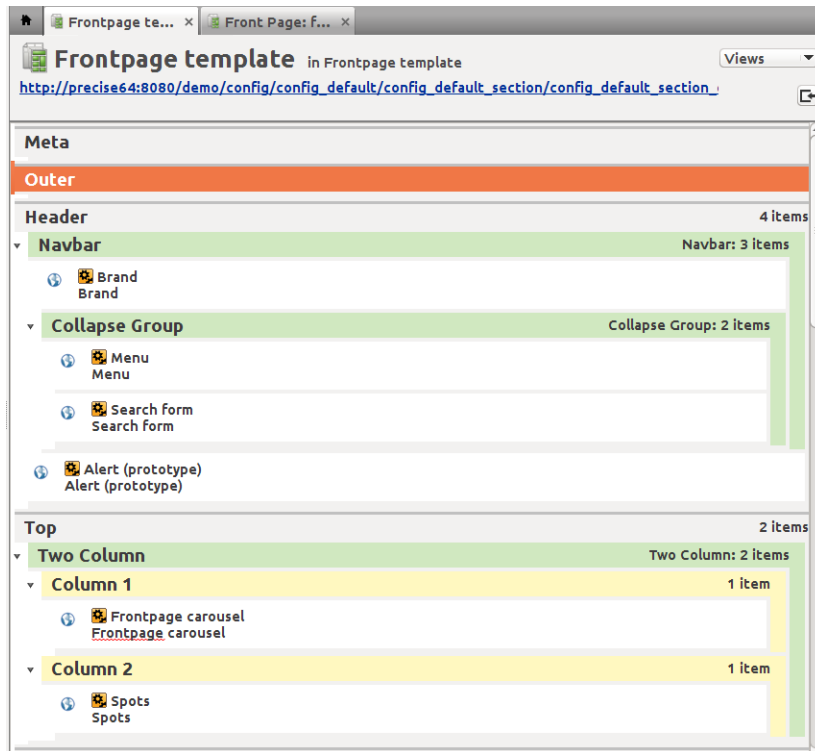 Frontpage te... × Front Page: f... ×
Frontpage template in Frontpage template
Views
http://precise64:8080/demo/config/config_default/config_default_section/config_default_section_
Meta
Outer
Header 4 items
Navbar Navbar: 3 items
Brand
Brand
Collapse Group Collapse Group: 2 items
Menu
Menu
Search form
Search form
Alert (prototype)
Alert (prototype)
Top 2 items
Two Column Two Column: 2 items
Column 1 1 item
Frontpage carousel
Frontpage carousel
Column 2 1 item
Spots
Spots